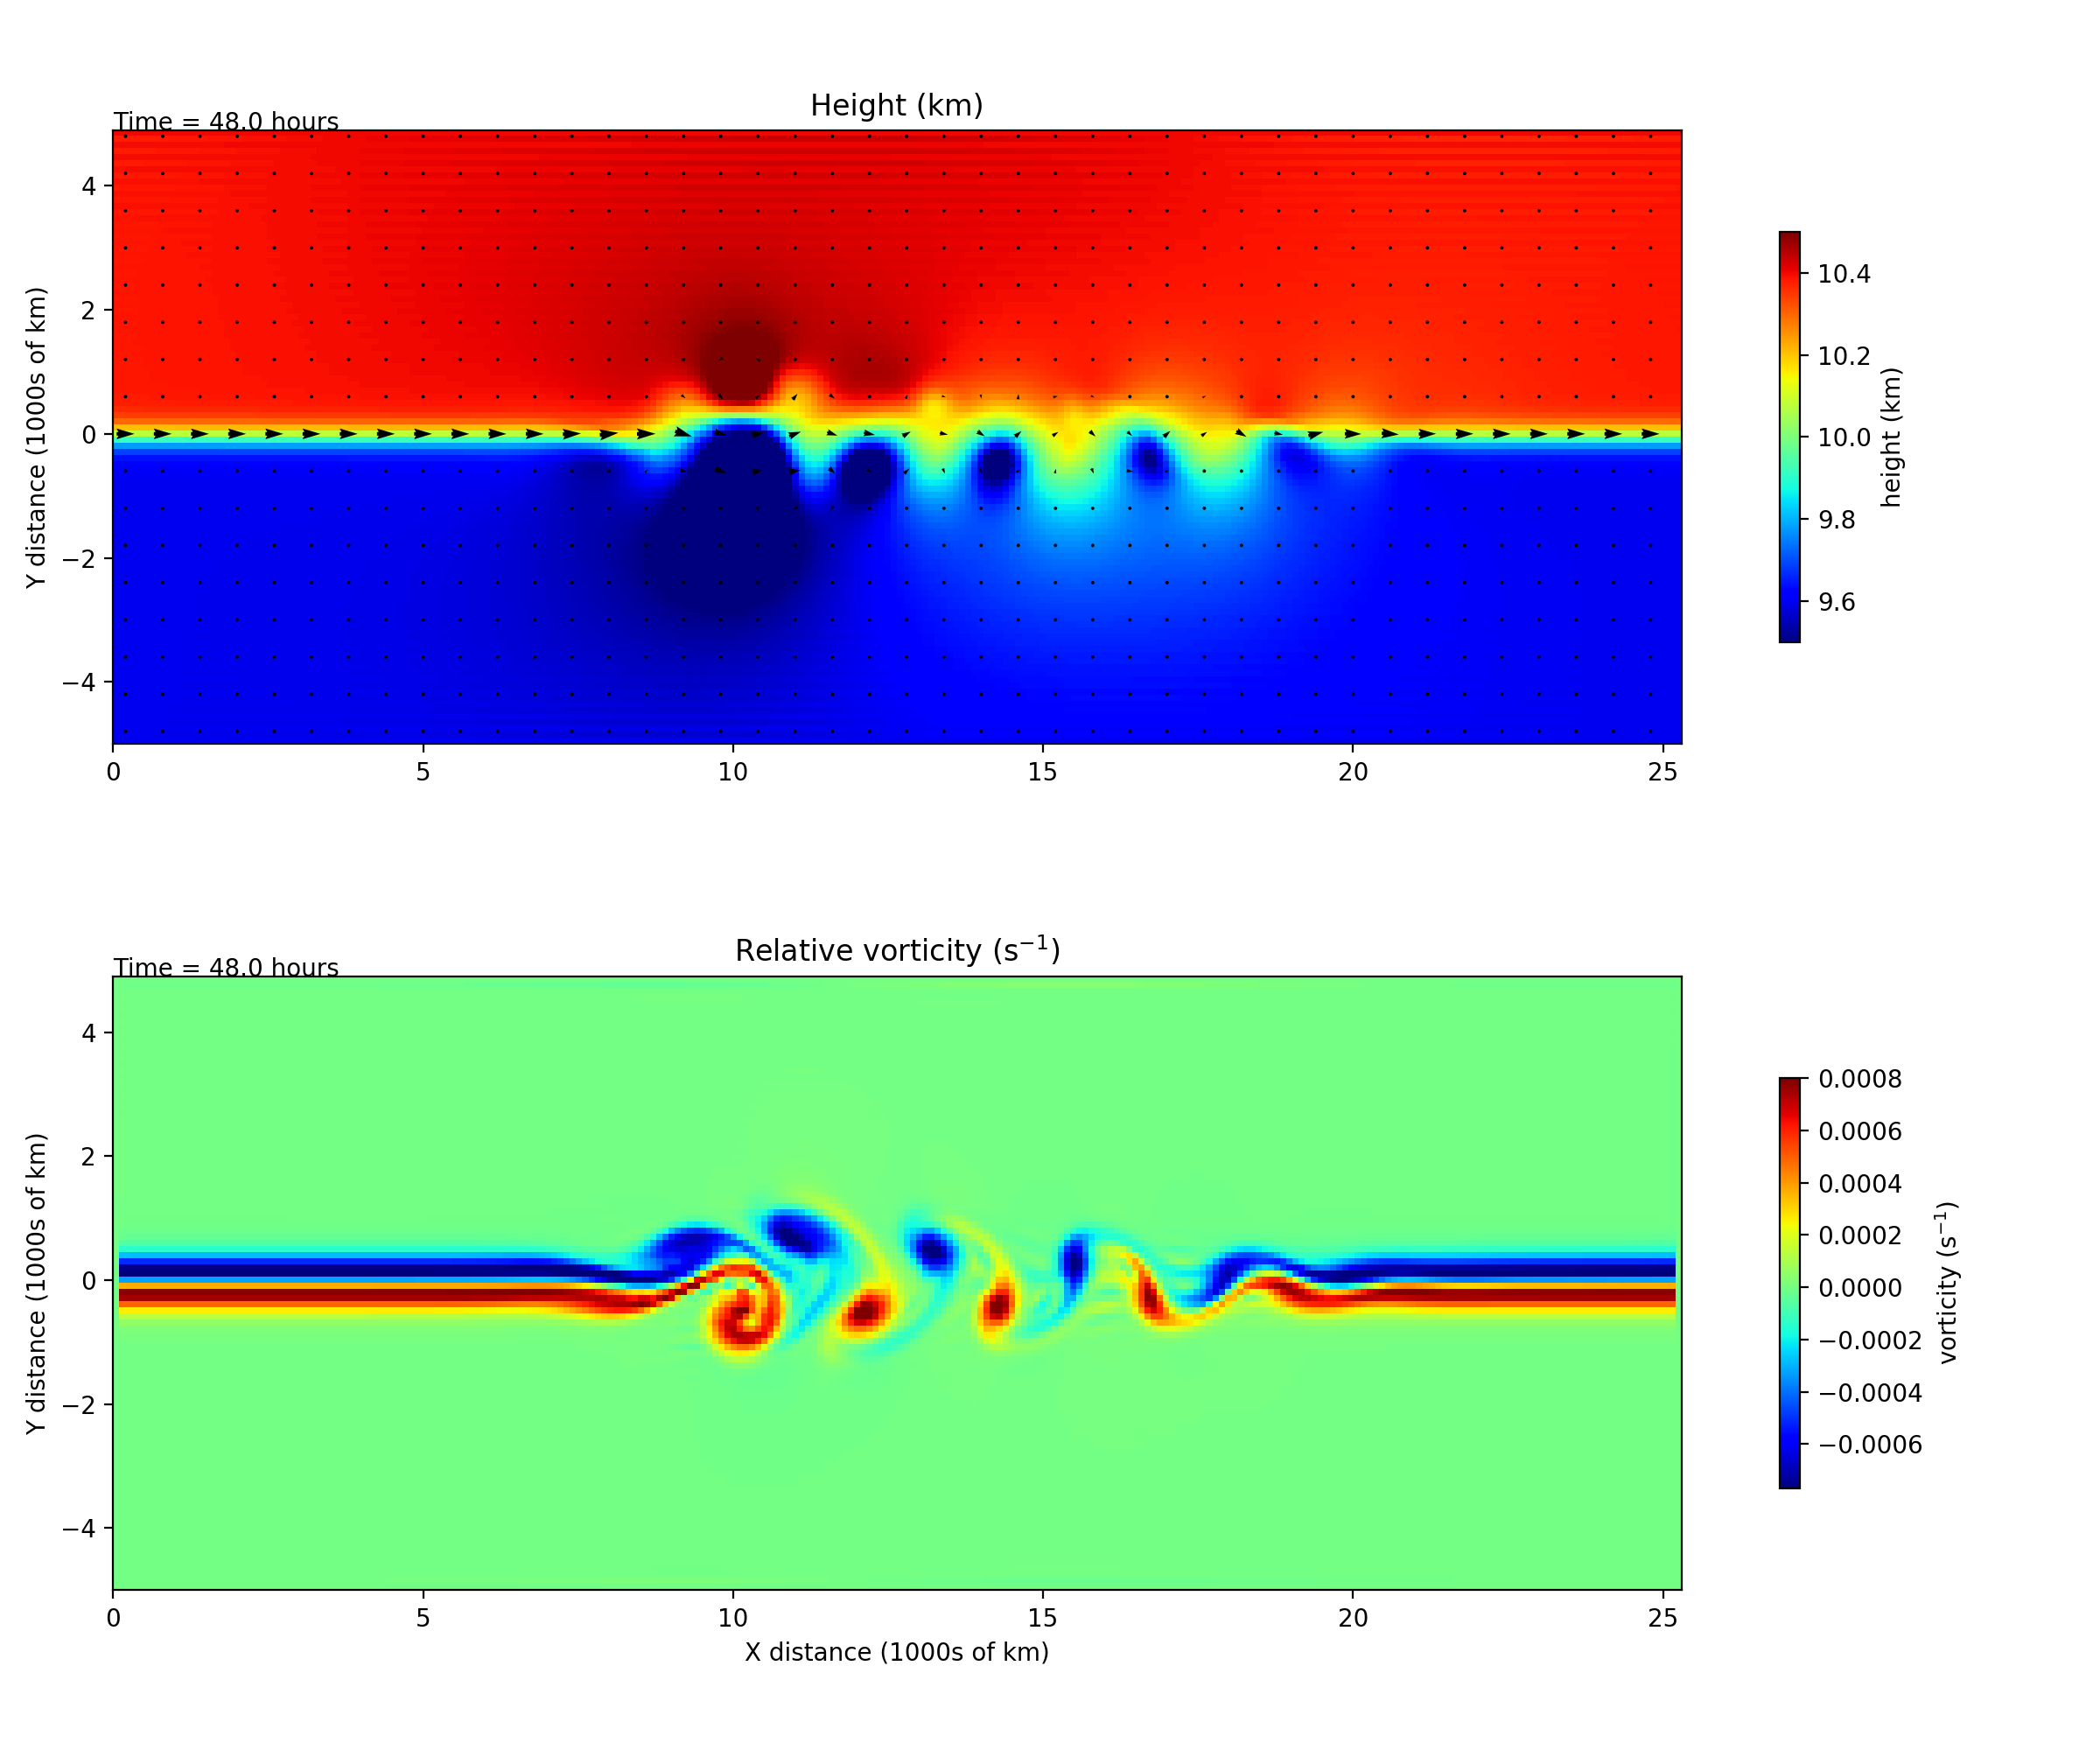 Height (km)
Time = 48.0 hours
4
2
0
−2
−4
Y distance (1000s of km)
0 5 10 15 20 25
10.4
10.2
10.0
9.8
9.6
height (km)
Relative vorticity (s⁻¹)
Time = 48.0 hours
4
2
0
−2
−4
Y distance (1000s of km)
0 5 10 15 20 25
X distance (1000s of km)
0.0008
0.0006
0.0004
0.0002
0.0000
−0.0002
−0.0004
−0.0006
vorticity (s⁻¹)